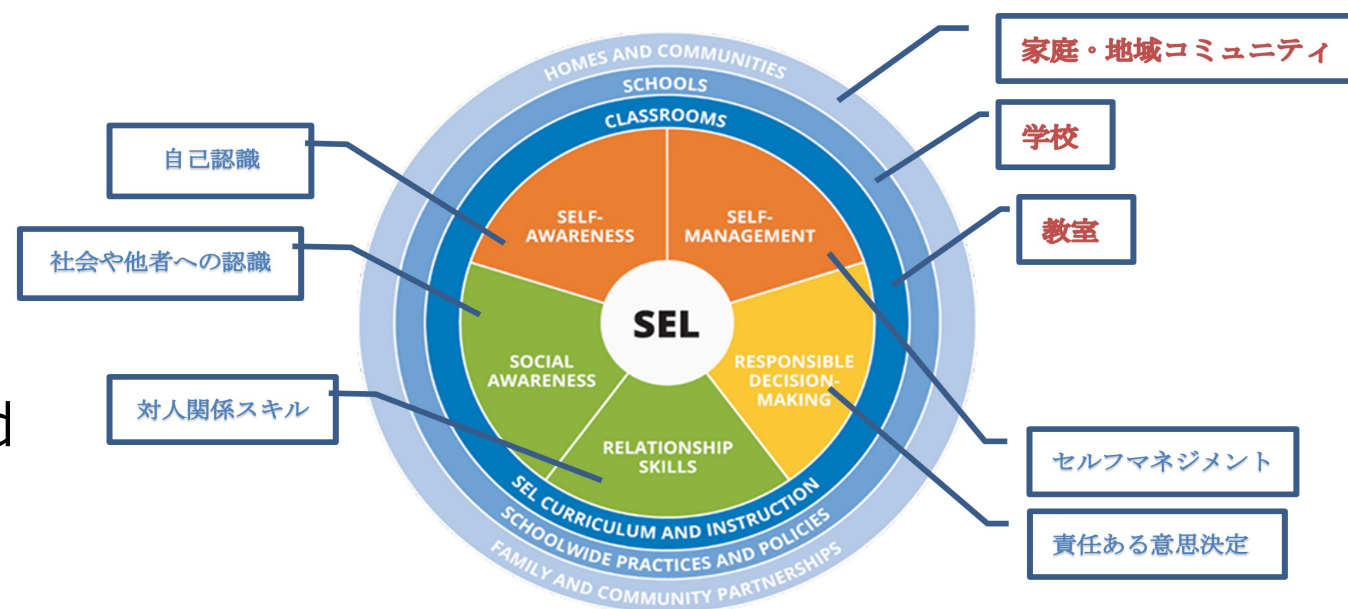 HOMES AND COMMUNITIES
SCHOOLS
CLASSROOMS
SELF-
AWARENESS
SELF-
MANAGEMENT
SEL
SOCIAL
AWARENESS
RESPONSIBLE
DECISION-
MAKING
RELATIONSHIP
SKILLS
SEL CURRICULUM AND INSTRUCTION
SCHOOLWIDE PRACTICES AND POLICIES
FAMILY AND COMMUNITY PARTNERSHIPS
自己認識
社会や他者への認識
対人関係スキル
家庭・地域コミュニティ
学校
教室
セルフマネジメント
責任ある意思決定
d